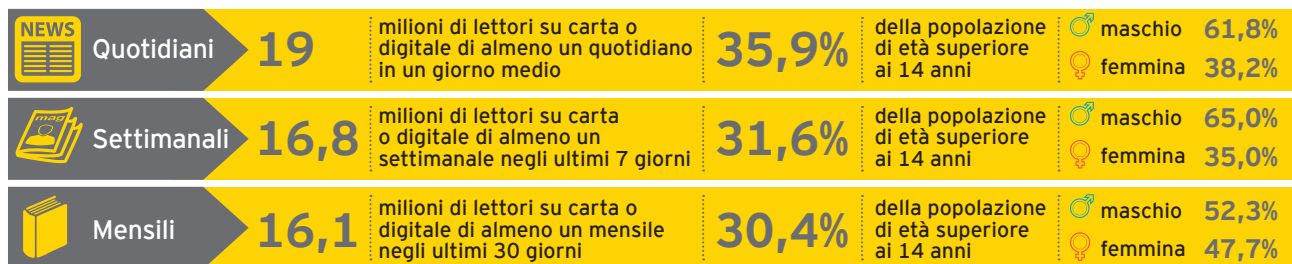 NEWS
Quotidiani
19
milioni di lettori su carta o
digitale di almeno un quotidiano
in un giorno medio
35,9%
della popolazione
di età superiore
ai 14 anni
maschio 61,8%
femmina 38,2%
mag
Settimanali
16,8
milioni di lettori su carta
o digitale di almeno un
settimanale negli ultimi 7 giorni
31,6%
della popolazione
di età superiore
ai 14 anni
maschio 65,0%
femmina 35,0%
Mensili
16,1
milioni di lettori su carta o
digitale di almeno un mensile
negli ultimi 30 giorni
30,4%
della popolazione
di età superiore
ai 14 anni
maschio 52,3%
femmina 47,7%